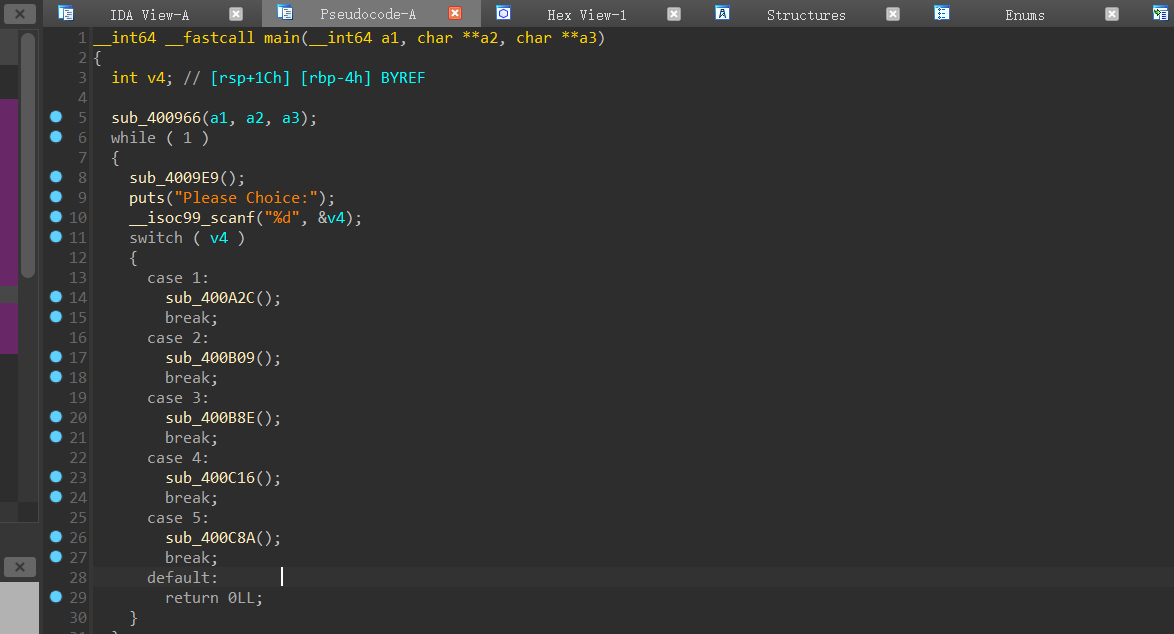 IDA View-A Pseudocode-A Hex View-1 Structures Enums
1 __int64 __fastcall main(__int64 a1, char **a2, char **a3)
2 {
3   int v4; // [rsp+1Ch] [rbp-4h] BYREF
4
5   sub_400966(a1, a2, a3);
6   while ( 1 )
7   {
8     sub_4009E9();
9     puts("Please Choice:");
10     __isoc99_scanf("%d", &v4);
11     switch ( v4 )
12     {
13       case 1:
14         sub_400A2C();
15         break;
16       case 2:
17         sub_400B09();
18         break;
19       case 3:
20         sub_400B8E();
21         break;
22       case 4:
23         sub_400C16();
24         break;
25       case 5:
26         sub_400C8A();
27         break;
28       default:
29         return 0LL;
30     }